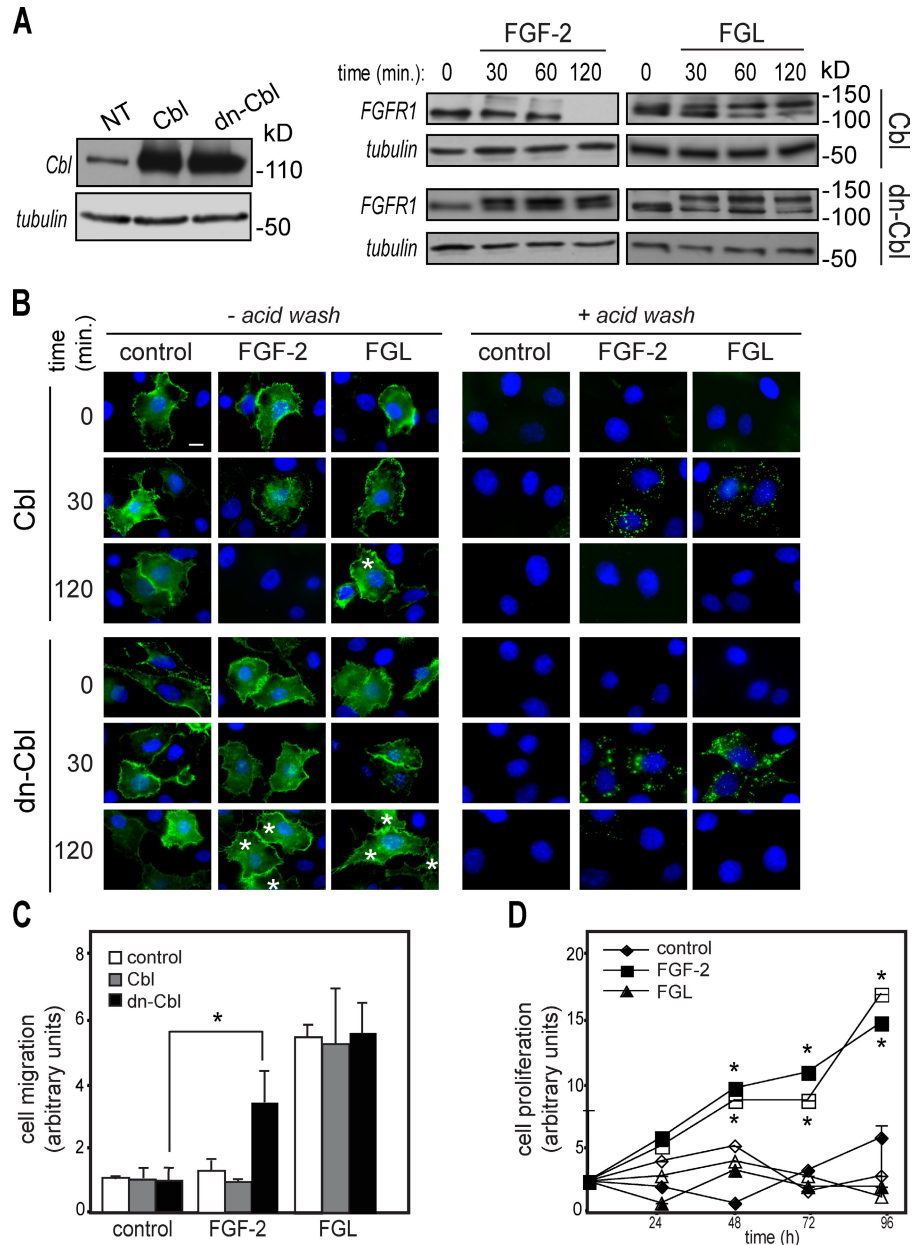 A
FGF-2 FGL
time (min.): 0 30 60 120 0 30 60 120 kD
NT Cbl dn-Cbl kD
Cbl -110
tubulin -50
FGFR1 -150 -100
tubulin -50
Cbl
FGFR1 -150 -100
tubulin -50
dn-Cbl
B
- acid wash + acid wash
time (min.)
control FGF-2 FGL control FGF-2 FGL
Cbl
0
30
120
*
dn-Cbl
0
30
120
* * * * * *
C
cell migration (arbitrary units)
8
6
4
2
0
control
Cbl
dn-Cbl
*
control FGF-2 FGL
D
cell proliferation (arbitrary units)
20
15
10
5
0
control
FGF-2
FGL
* * * * * *
24 48 72 96
time (h)